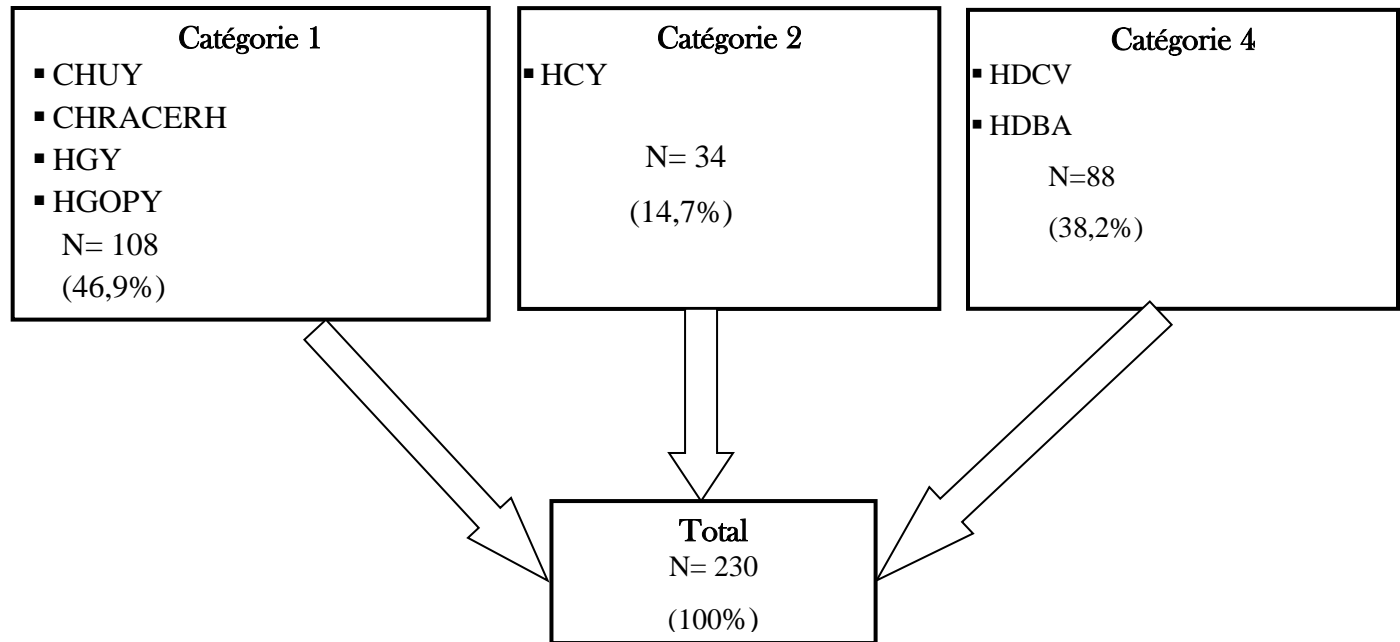 Catégorie 1
▪ CHUY
▪ CHRACERH
▪ HGY
▪ HGOPY
N= 108
(46,9%)
Catégorie 2
▪ HCY
N= 34
(14,7%)
Catégorie 4
▪ HDCV
▪ HDBA
N=88
(38,2%)
Total
N= 230
(100%)